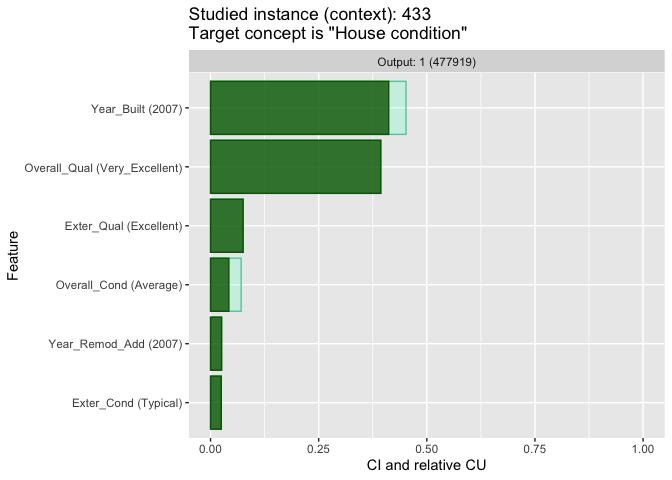 Studied instance (context): 433
Target concept is "House condition"
Output: 1 (477919)
Feature
Year_Built (2007)
Overall_Qual (Very_Excellent)
Exter_Qual (Excellent)
Overall_Cond (Average)
Year_Remod_Add (2007)
Exter_Cond (Typical)
0.00 0.25 0.50 0.75 1.00
CI and relative CU